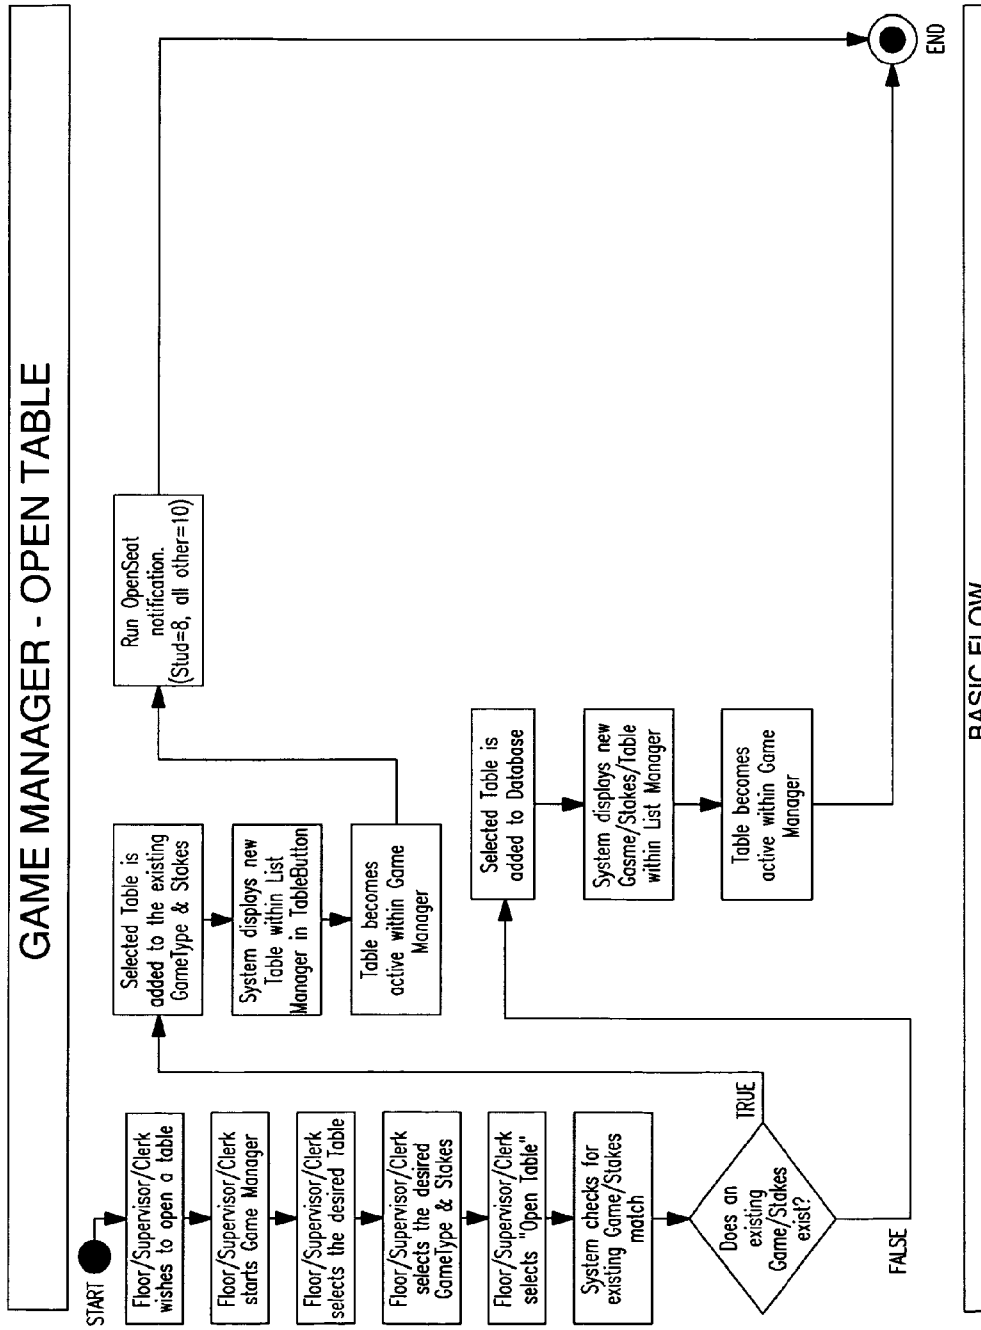 GAME MANAGER - OPEN TABLE
START
Floor/Supervisor/Clerk
wishes to open a table
Floor/Supervisor/Clerk
starts Game Manager
Floor/Supervisor/Clerk
selects the desired Table
Floor/Supervisor/Clerk
selects the desired
GameType & Stakes
Floor/Supervisor/Clerk
selects "Open Table"
System checks for
existing Game/Stakes
match
Does an
existing
Game/Stakes
exist?
TRUE
FALSE
Selected Table is
added to the existing
GameType & Stakes
System displays new
Table within List
Manager in TableButton
Table becomes
active within Game
Manager
Run OpenSeat
notification.
(Stud=8, all other=10)
Selected Table is
added to Database
System displays new
Gasme/Stakes/Table
within List Manager
Table becomes
active within Game
Manager
END
BASIC FLOW